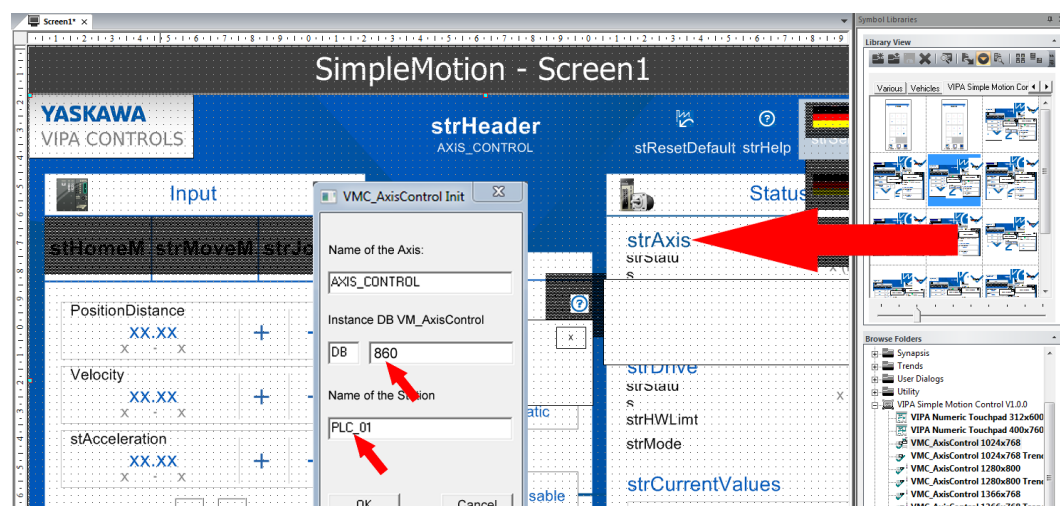 Screen1*
Symbol Libraries
Library View
SimpleMotion - Screen1
Various
Vehicles
VIPA Simple Motion Cor
YASKAWA
VIPA CONTROLS
strHeader
AXIS_CONTROL
stResetDefault
strHelp
Input
Status
VMC_AxisControl Init
stHomeM
strMoveM
Name of the Axis:
AXIS_CONTROL
strAxis
strStatu
s
PositionDistance
XX.XX
+
-
X - X
Instance DB VM_AxisControl
DB
860
x
Velocity
XX.XX
+
-
X - X
Name of the Station
PLC_01
strDrive
strStatu
s
X
strHWLimt
strMode
stAcceleration
XX.XX
+
-
X - X
strCurrentValues
OK
Cancel
Browse Folders
Synapsis
Trends
User Dialogs
Utility
VIPA Simple Motion Control V1.0.0
VIPA Numeric Touchpad 312x600
VIPA Numeric Touchpad 400x760
VMC_AxisControl 1024x768
VMC_AxisControl 1024x768 Tren
VMC_AxisControl 1280x800
VMC_AxisControl 1280x800 Tren
VMC_AxisControl 1366x768